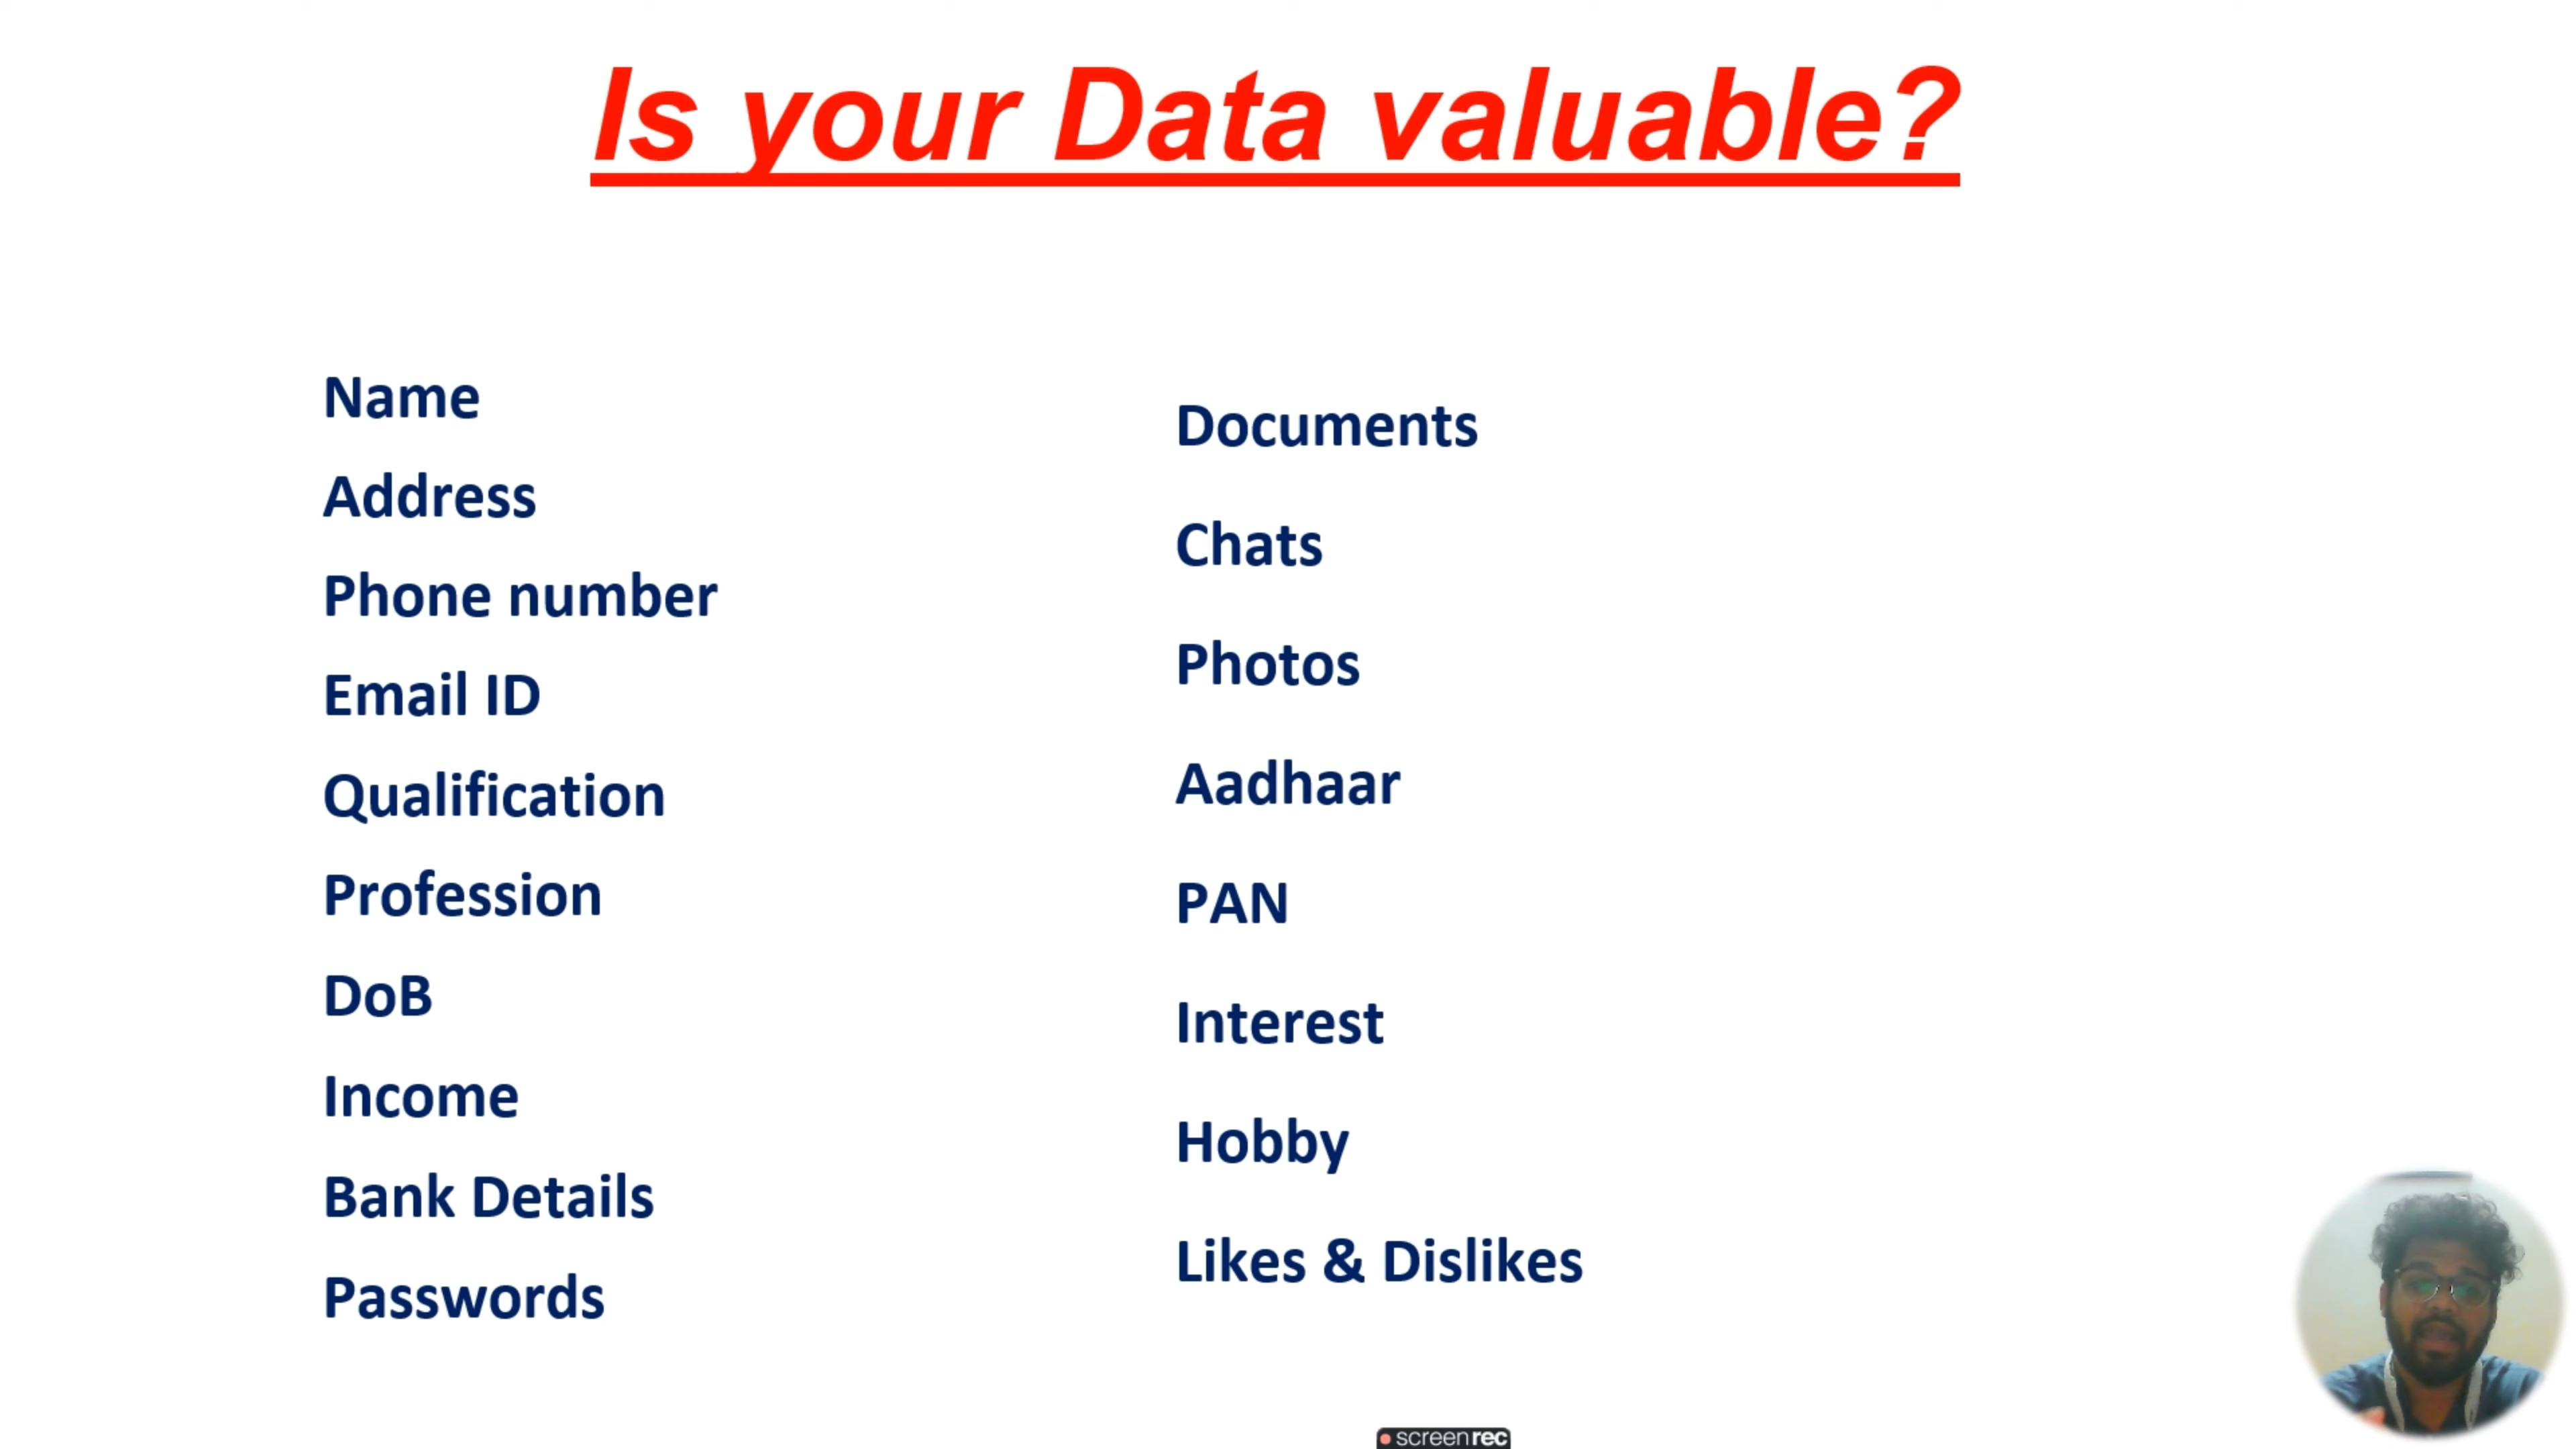 Is your Data valuable?
Name
Address
Phone number
Email ID
Qualification
Profession
DoB
Income
Bank Details
Passwords
Documents
Chats
Photos
Aadhaar
PAN
Interest
Hobby
Likes & Dislikes
screenrec